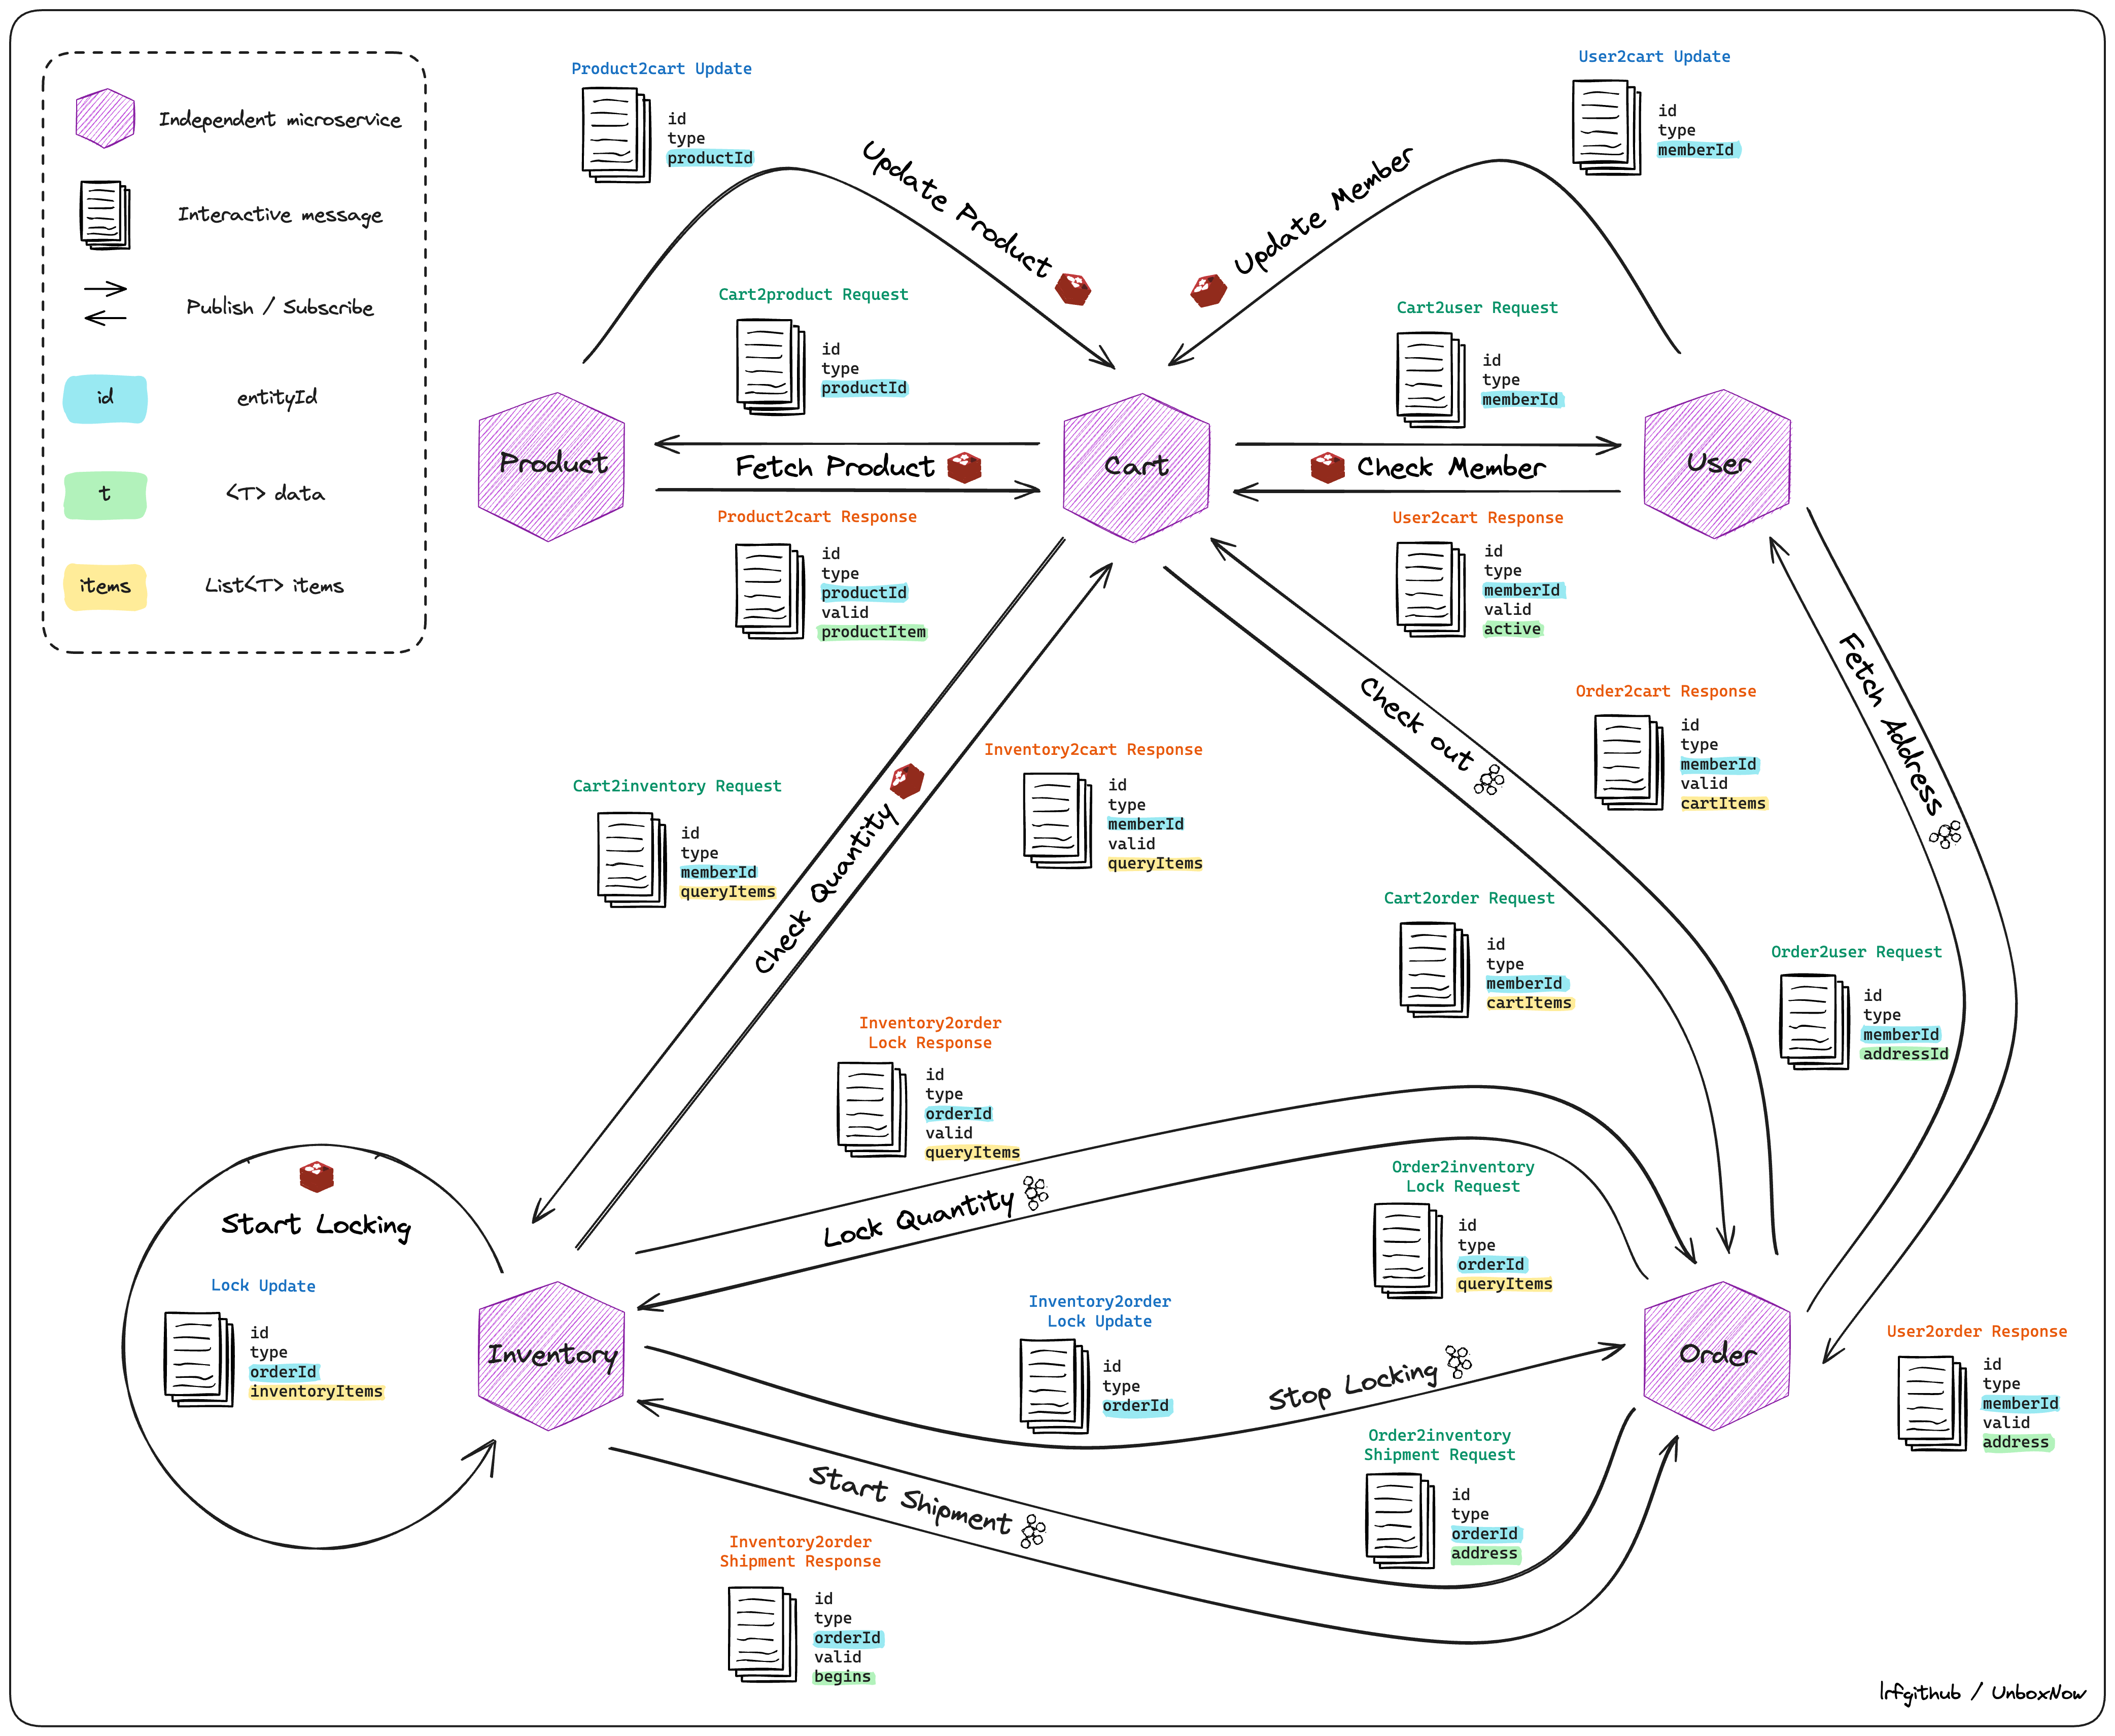 Independent microservice
Interactive message
Publish / Subscribe
id
entityId
t
<T> data
items
List<T> items
Product2cart Update
id
type
productId
Update Product
User2cart Update
id
type
memberId
Update Member
Cart2product Request
id
type
productId
Cart2user Request
id
type
memberId
Product
Fetch Product
Cart
Check Member
User
Product2cart Response
id
type
productId
valid
productItem
User2cart Response
id
type
memberId
valid
active
Fetch Address
Check out
Order2cart Response
id
type
memberId
valid
cartItems
Inventory2cart Response
id
type
memberId
valid
queryItems
Cart2inventory Request
id
type
memberId
queryItems
Check Quantity
Cart2order Request
id
type
memberId
cartItems
Order2user Request
id
type
memberId
addressId
Inventory2order
Lock Response
id
type
orderId
valid
queryItems
Lock Quantity
Order2inventory
Lock Request
id
type
orderId
queryItems
Start Locking
Lock Update
id
type
orderId
inventoryItems
Inventory
Inventory2order
Lock Update
id
type
orderId
Stop Locking
Order
User2order Response
id
type
memberId
valid
address
Order2inventory
Shipment Request
id
type
orderId
address
Start Shipment
Inventory2order
Shipment Response
id
type
orderId
valid
begins
lrfgithub / UnboxNow